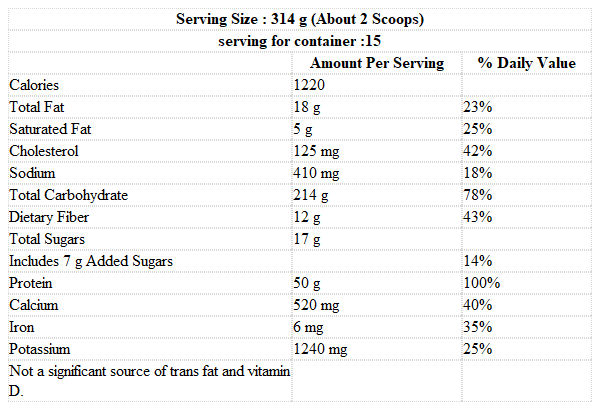 Serving Size : 314 g (About 2 Scoops)
serving for container :15
Amount Per Serving % Daily Value
Calories 1220
Total Fat 18 g 23%
Saturated Fat 5 g 25%
Cholesterol 125 mg 42%
Sodium 410 mg 18%
Total Carbohydrate 214 g 78%
Dietary Fiber 12 g 43%
Total Sugars 17 g
Includes 7 g Added Sugars 14%
Protein 50 g 100%
Calcium 520 mg 40%
Iron 6 mg 35%
Potassium 1240 mg 25%
Not a significant source of trans fat and vitamin
D.